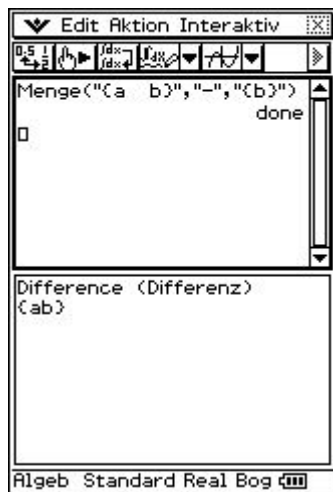 Edit Aktion Interaktiv
Menge("{a b}","-","{b}")
done
Difference (Differenz)
{ab}
Algeb Standard Real Bog